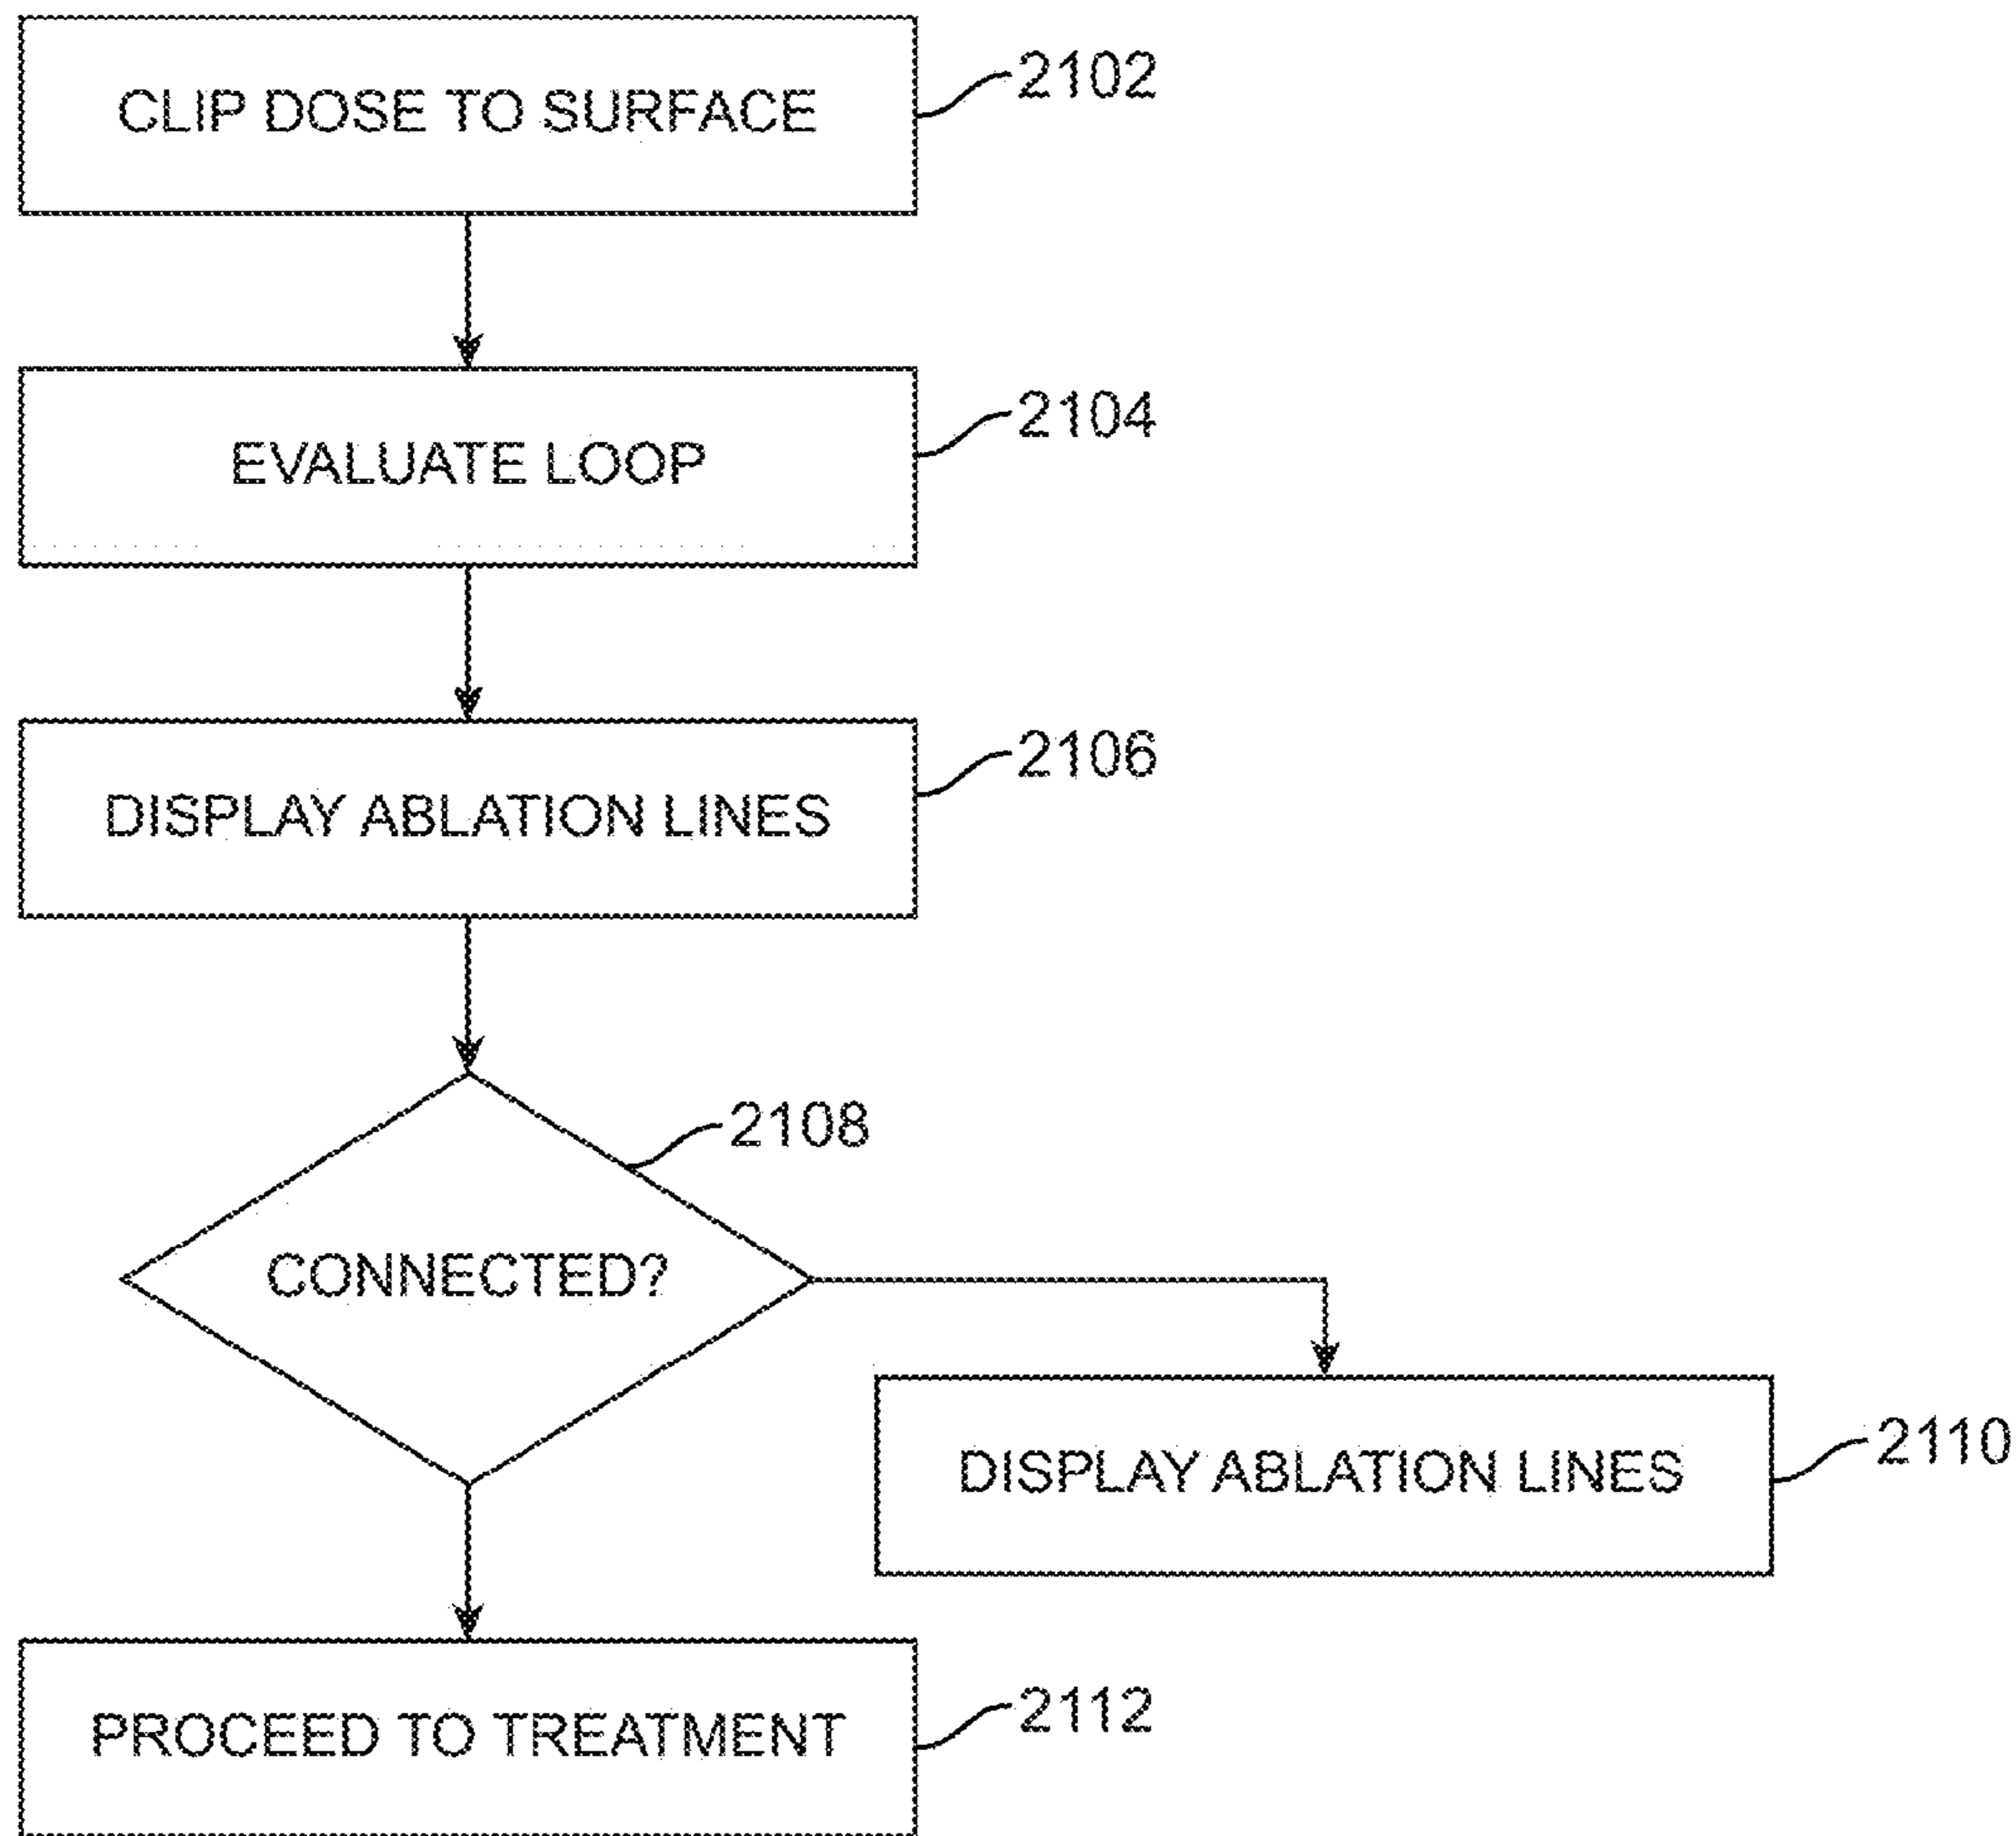 CLIP DOSE TO SURFACE
2102
EVALUATE LOOP
2104
DISPLAY ABLATION LINES
2106
2108
CONNECTED?
DISPLAY ABLATION LINES
2110
PROCEED TO TREATMENT
2112